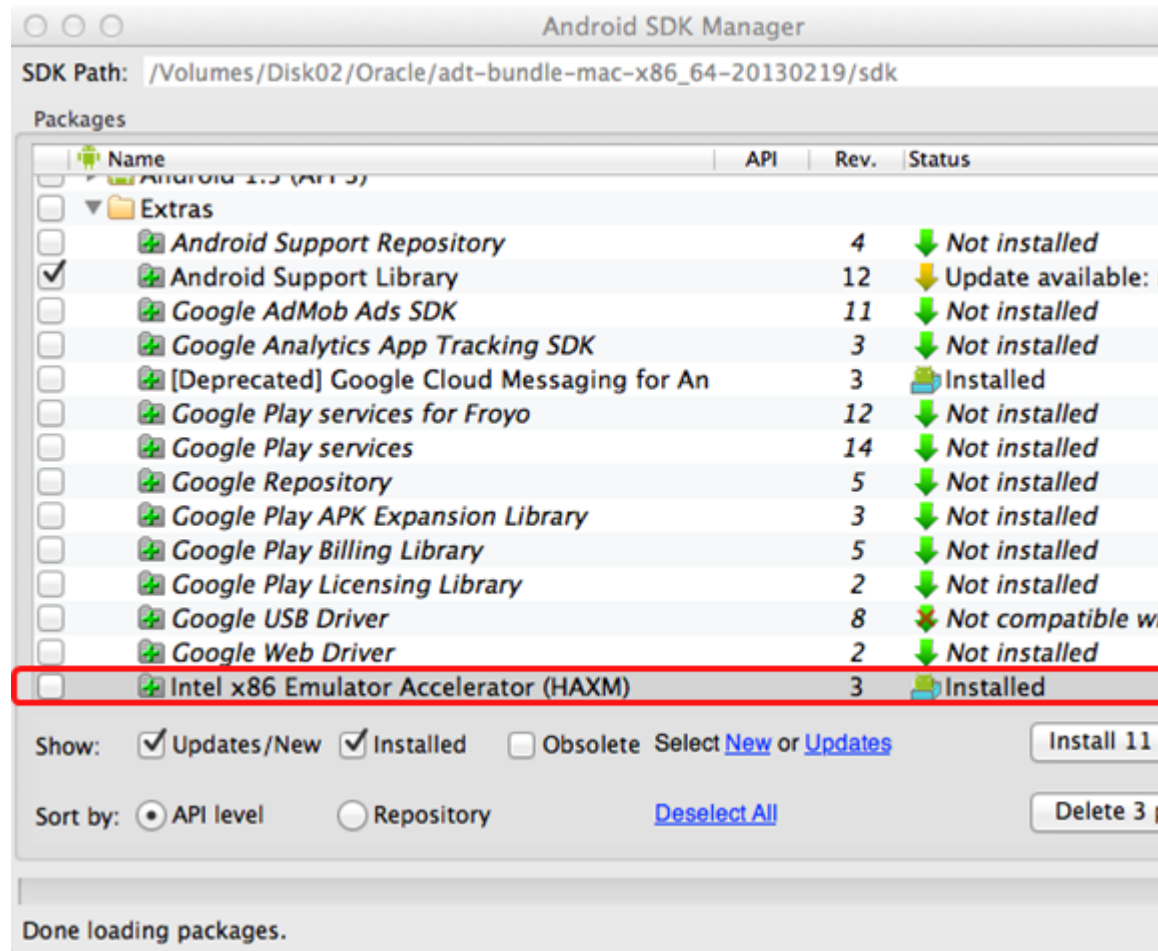 Android SDK Manager
SDK Path: /Volumes/Disk02/Oracle/adt-bundle-mac-x86_64-20130219/sdk
Packages
Name API Rev. Status
Android 1.5 (API 3)
Extras
Android Support Repository 4 Not installed
Android Support Library 12 Update available:
Google AdMob Ads SDK 11 Not installed
Google Analytics App Tracking SDK 3 Not installed
[Deprecated] Google Cloud Messaging for An 3 Installed
Google Play services for Froyo 12 Not installed
Google Play services 14 Not installed
Google Repository 5 Not installed
Google Play APK Expansion Library 3 Not installed
Google Play Billing Library 5 Not installed
Google Play Licensing Library 2 Not installed
Google USB Driver 8 Not compatible wi
Google Web Driver 2 Not installed
Intel x86 Emulator Accelerator (HAXM) 3 Installed
Show: Updates/New Installed Obsolete Select New or Updates Install 11
Sort by: API level Repository Deselect All Delete 3 p
Done loading packages.